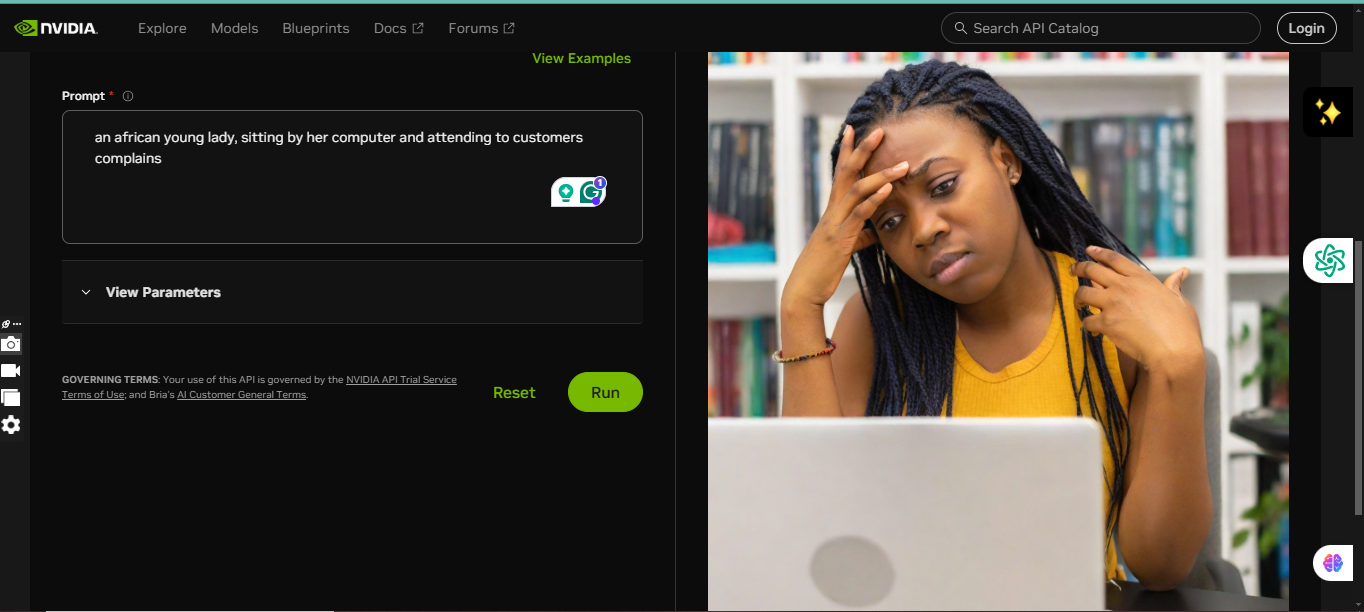 NVIDIA.
Explore
Models
Blueprints
Docs
Forums
Search API Catalog
Login
View Examples
Prompt *
an african young lady, sitting by her computer and attending to customers
complains
1
View Parameters
GOVERNING TERMS: Your use of this API is governed by the NVIDIA API Trial Service
Terms of Use; and Bria's AI Customer General Terms.
Reset
Run